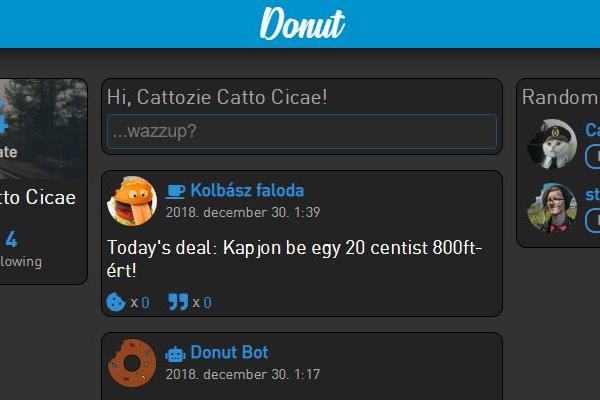 Donut
ate
tto Cicae
4
lowing
Hi, Cattozie Catto Cicae!
...wazzup?
Kolbász faloda
2018. december 30. 1:39
Today's deal: Kapjon be egy 20 centist 800ft-
ért!
x 0 x 0
Donut Bot
2018. december 30. 1:17
Random
Ca
st